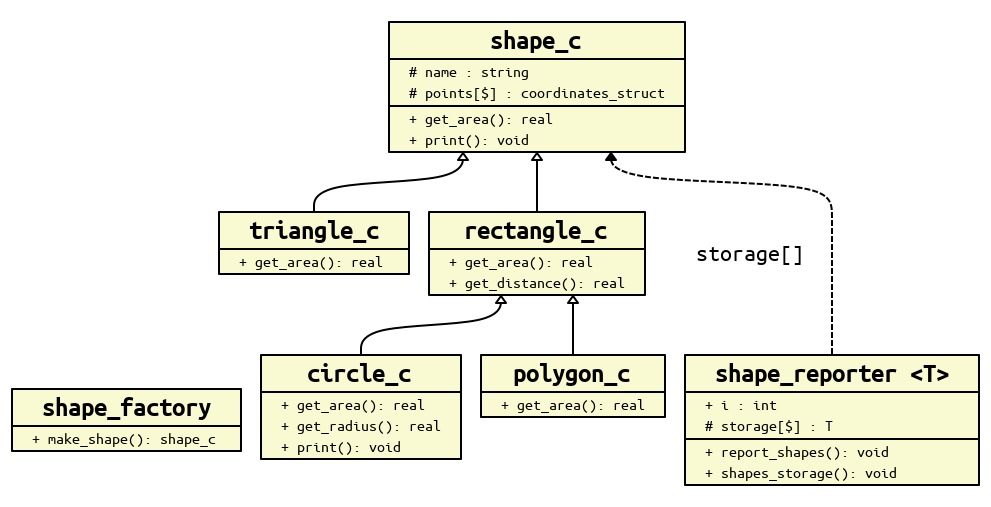 shape_c
# name : string
# points[$] : coordinates_struct
+ get_area(): real
+ print(): void
triangle_c
+ get_area(): real
rectangle_c
+ get_area(): real
+ get_distance(): real
storage[]
shape_factory
+ make_shape(): shape_c
circle_c
+ get_area(): real
+ get_radius(): real
+ print(): void
polygon_c
+ get_area(): real
shape_reporter <T>
+ i : int
# storage[$] : T
+ report_shapes(): void
+ shapes_storage(): void